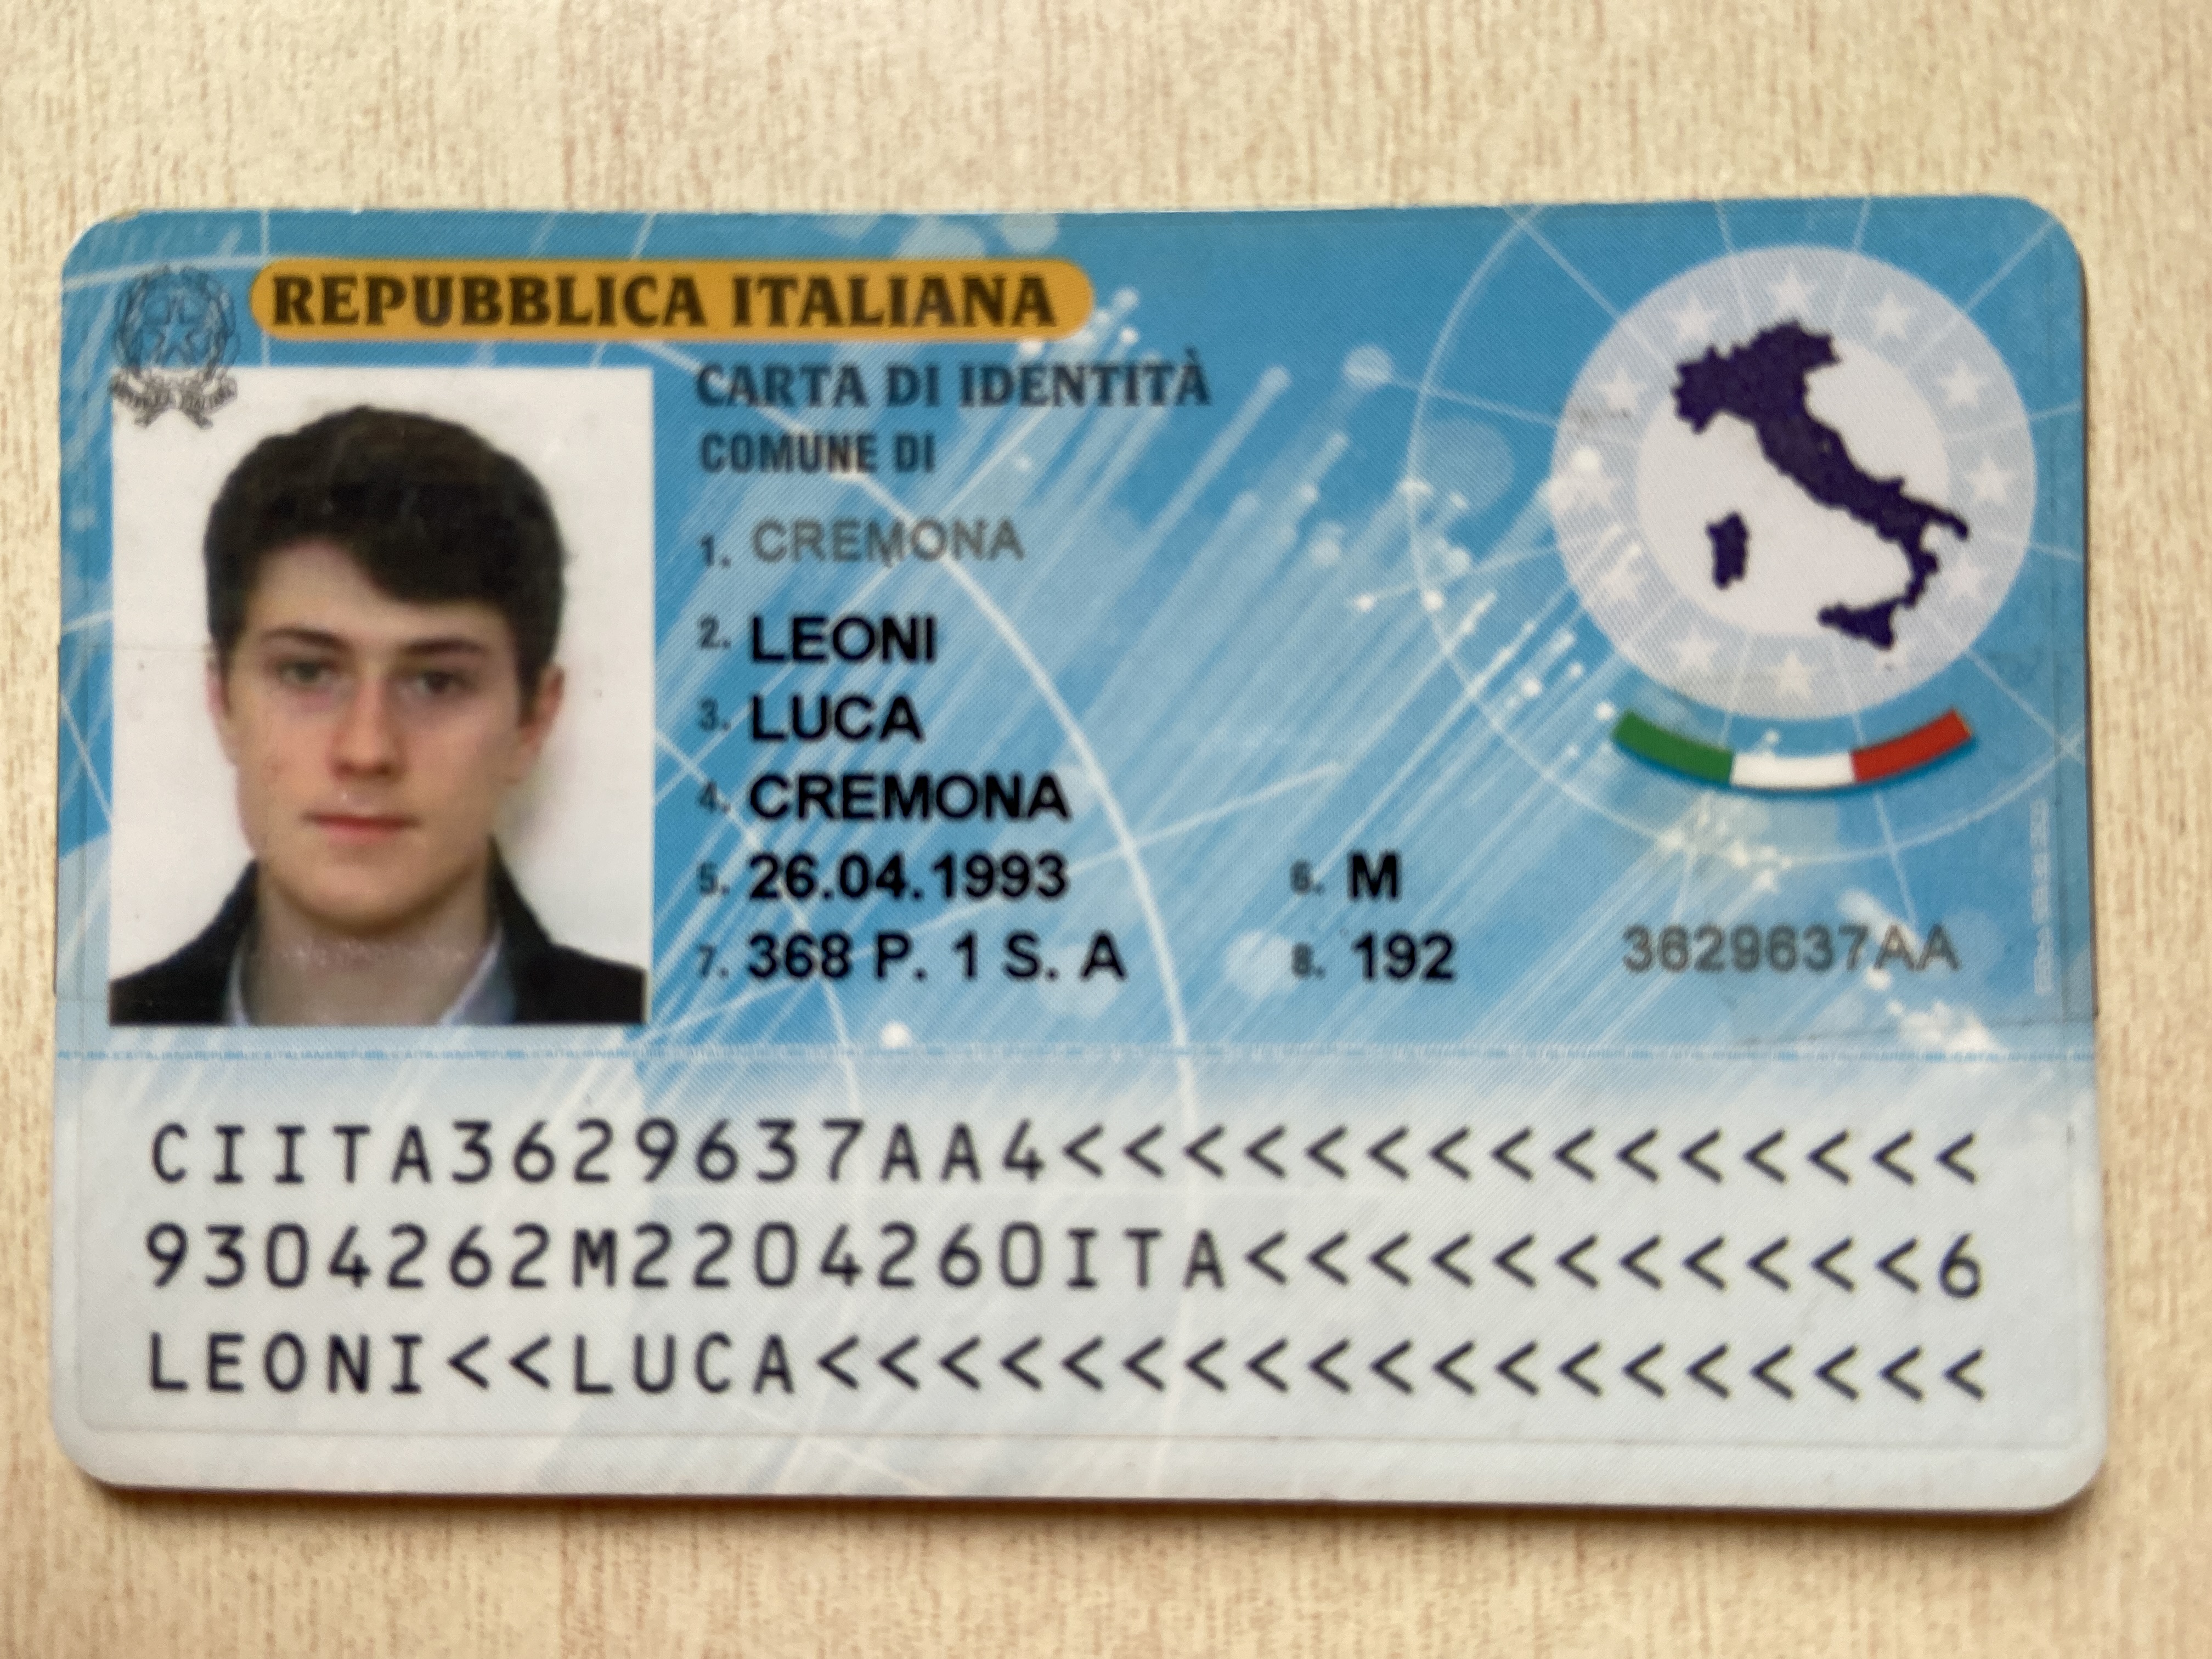 REPUBBLICA ITALIANA
CARTA DI IDENTITÀ
COMUNE DI
1. CREMONA
2. LEONI
3. LUCA
4. CREMONA
5. 26.04.1993
6. M
7. 368 P. 1 S. A
8. 192
3629637AA
CIITA3629637AA4<<<<<<<<<<<<<<<
9304262M2204260ITA<<<<<<<<<<<6
LEONI<<LUCA<<<<<<<<<<<<<<<<<<<